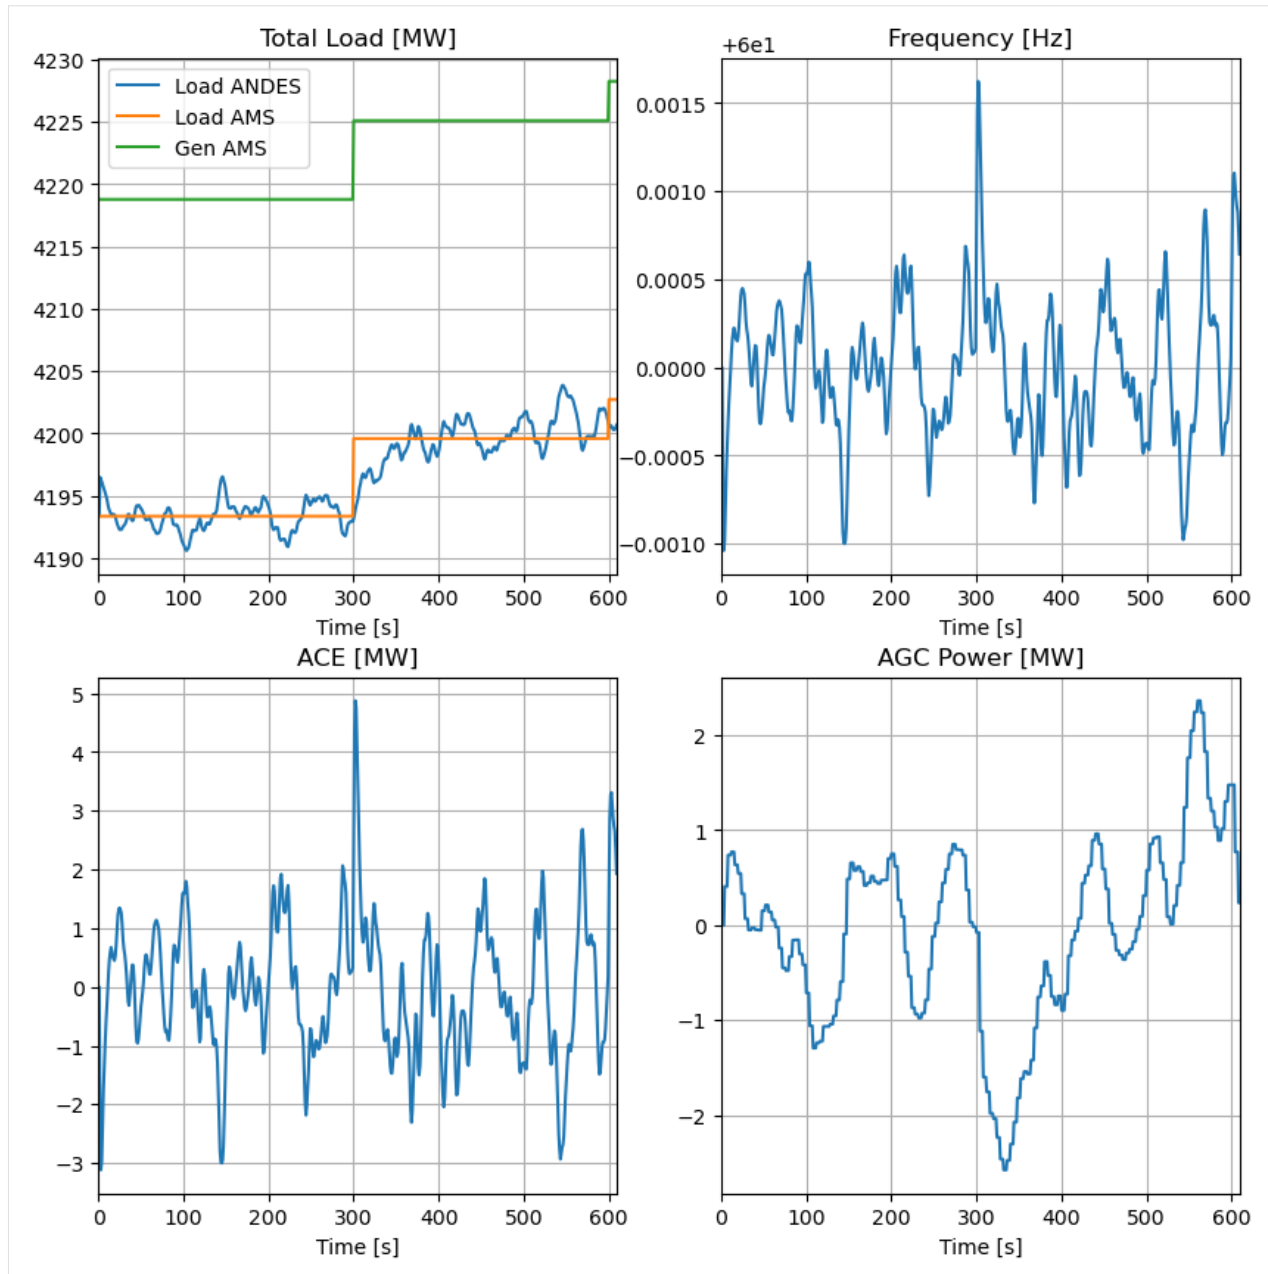 Total Load [MW]
4230
4225
4220
4215
4210
4205
4200
4195
4190
Load ANDES
Load AMS
Gen AMS
0 100 200 300 400 500 600
Time [s]
Frequency [Hz]
+6e1
0.0015
0.0010
0.0005
0.0000
−0.0005
−0.0010
0 100 200 300 400 500 600
Time [s]
ACE [MW]
5
4
3
2
1
0
−1
−2
−3
0 100 200 300 400 500 600
Time [s]
AGC Power [MW]
2
1
0
−1
−2
0 100 200 300 400 500 600
Time [s]